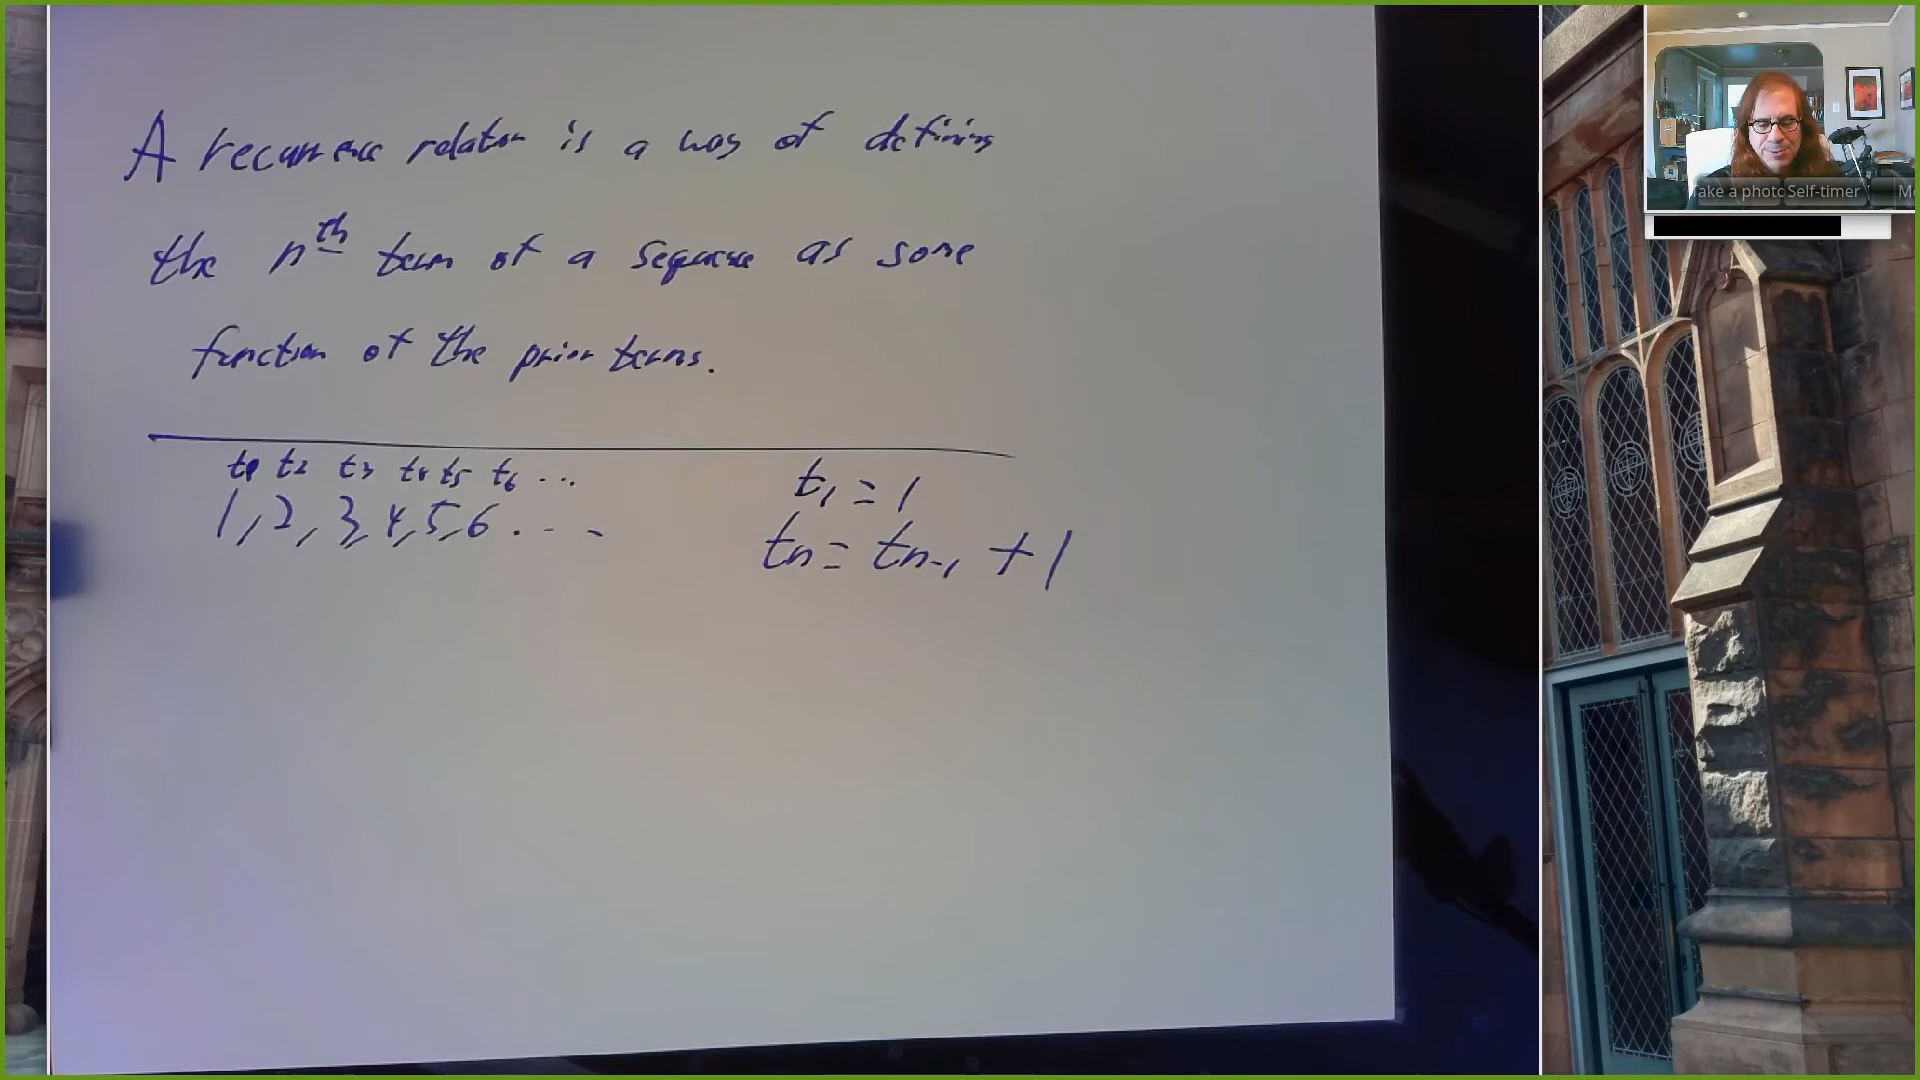 A recurrence relation is a way of defining
the nth term of a sequence as some
function of the prior terms.
t1 t2 t3 t4 t5 t6 ...
1, 2, 3, 4, 5, 6 ....
t1 = 1
tn = tn-1 + 1
Take a photo Self-timer